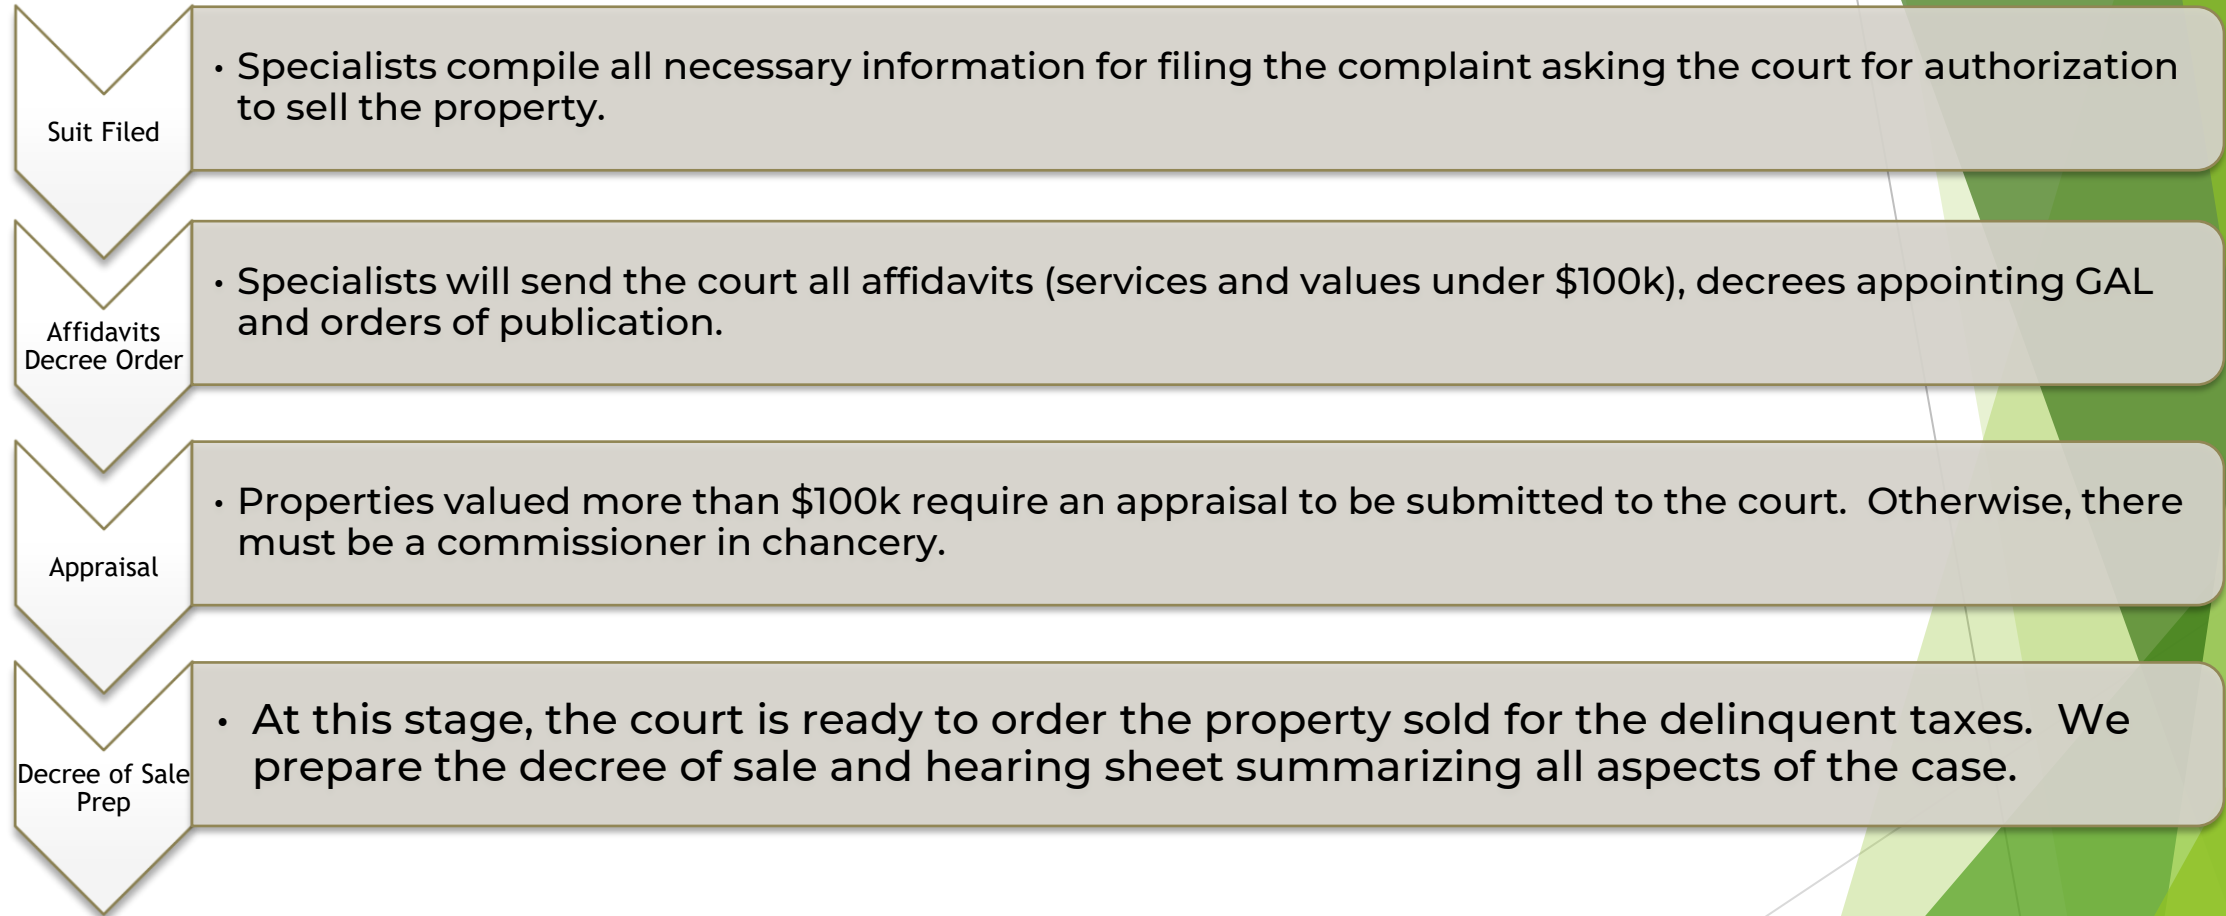 Suit Filed
• Specialists compile all necessary information for filing the complaint asking the court for authorization
to sell the property.
Affidavits
Decree Order
• Specialists will send the court all affidavits (services and values under $100k), decrees appointing GAL
and orders of publication.
Appraisal
• Properties valued more than $100k require an appraisal to be submitted to the court.  Otherwise, there
must be a commissioner in chancery.
Decree of Sale
Prep
• At this stage, the court is ready to order the property sold for the delinquent taxes.  We
prepare the decree of sale and hearing sheet summarizing all aspects of the case.